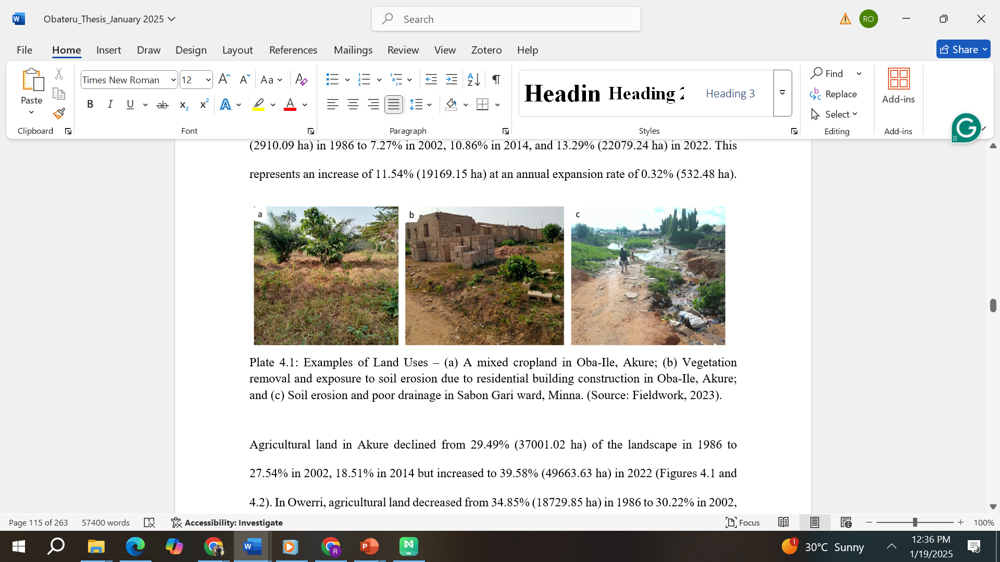 Obateru_Thesis_January 2025
Search
RO
File Home Insert Draw Design Layout References Mailings Review View Zotero Help
Share
Paste
Clipboard
Times New Roman 12
Font
Paragraph
Headin Heading 2 Heading 3
Styles
Find
Replace
Select
Editing
Add-ins
Add-ins
(2910.09 ha) in 1986 to 7.27% in 2002, 10.86% in 2014, and 13.29% (22079.24 ha) in 2022. This
represents an increase of 11.54% (19169.15 ha) at an annual expansion rate of 0.32% (532.48 ha).
a
b
c
Plate 4.1: Examples of Land Uses – (a) A mixed cropland in Oba-Ile, Akure; (b) Vegetation
removal and exposure to soil erosion due to residential building construction in Oba-Ile, Akure;
and (c) Soil erosion and poor drainage in Sabon Gari ward, Minna. (Source: Fieldwork, 2023).
Agricultural land in Akure declined from 29.49% (37001.02 ha) of the landscape in 1986 to
27.54% in 2002, 18.51% in 2014 but increased to 39.58% (49663.63 ha) in 2022 (Figures 4.1 and
4.2). In Owerri, agricultural land decreased from 34.85% (18729.85 ha) in 1986 to 30.22% in 2002,
Page 115 of 263 57400 words Accessibility: Investigate
Focus
100%
1
30°C Sunny
12:36 PM
1/19/2025